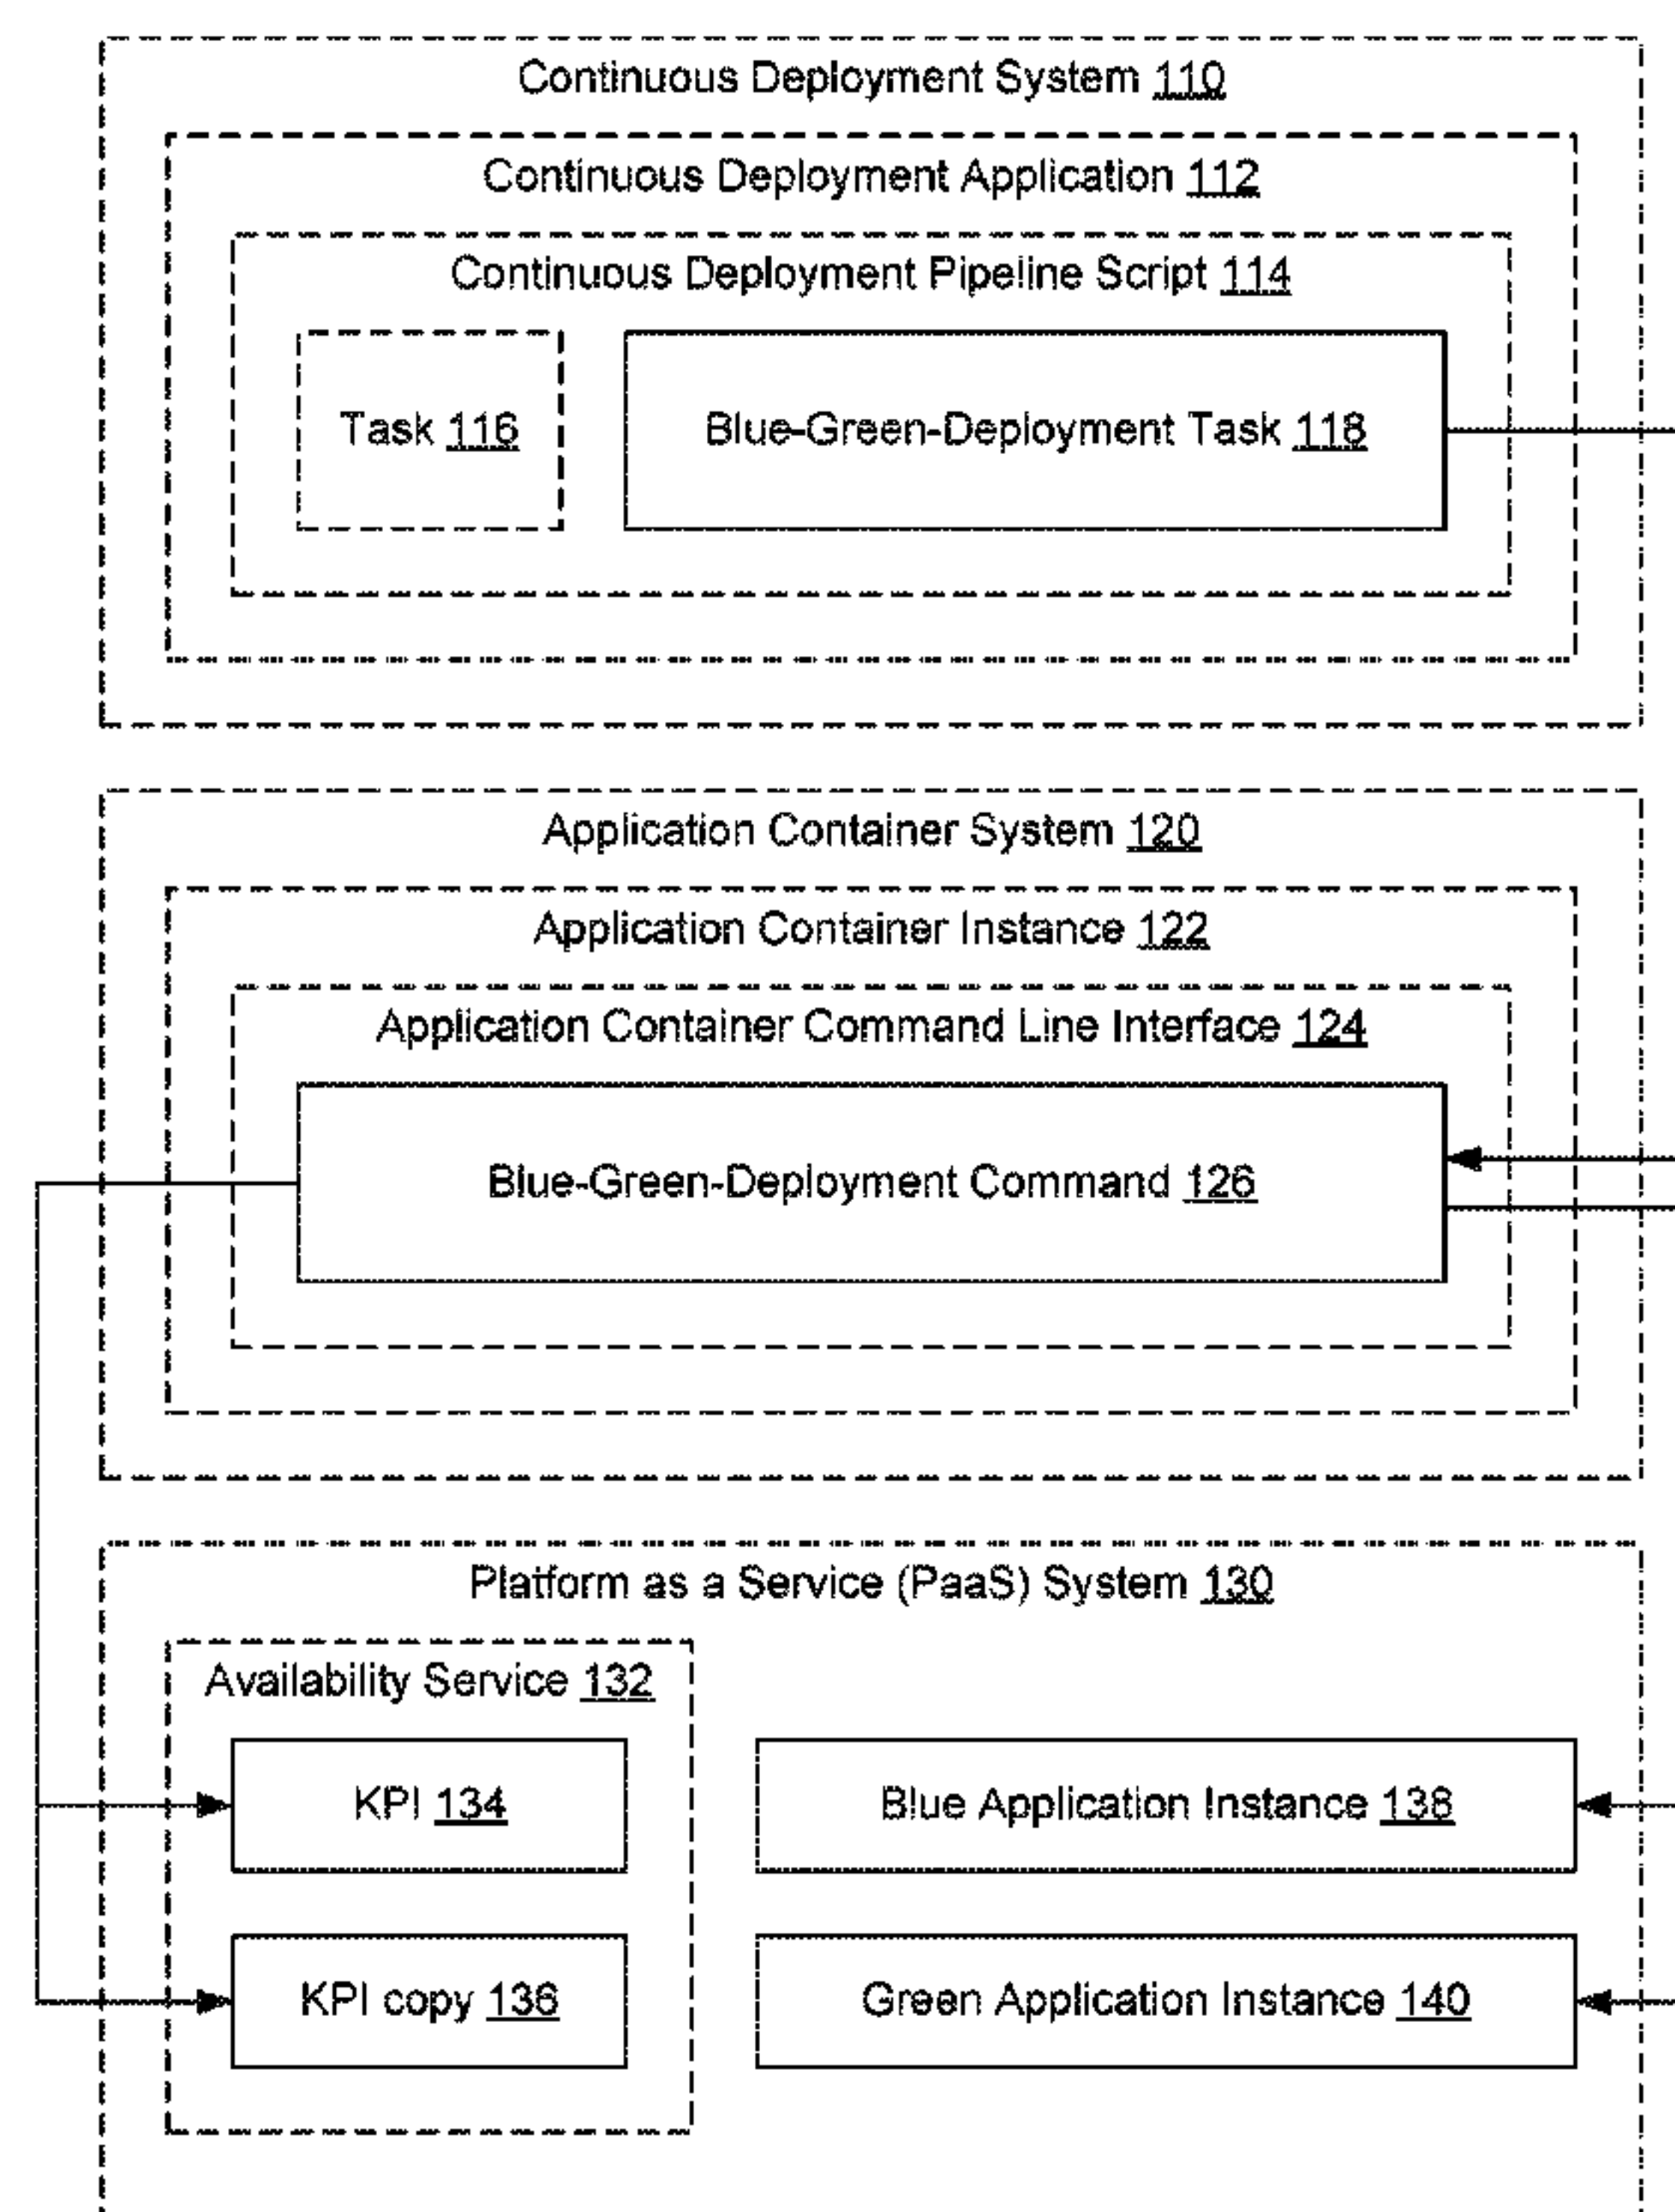 Continuous Deployment System 110
Continuous Deployment Application 112
Continuous Deployment Pipeline Script 114
Task 116
Blue-Green-Deployment Task 118
Application Container System 120
Application Container Instance 122
Application Container Command Line Interface 124
Blue-Green-Deployment Command 126
Platform as a Service (PaaS) System 130
Availability Service 132
KPI 134
Blue Application Instance 138
KPI copy 136
Green Application Instance 140